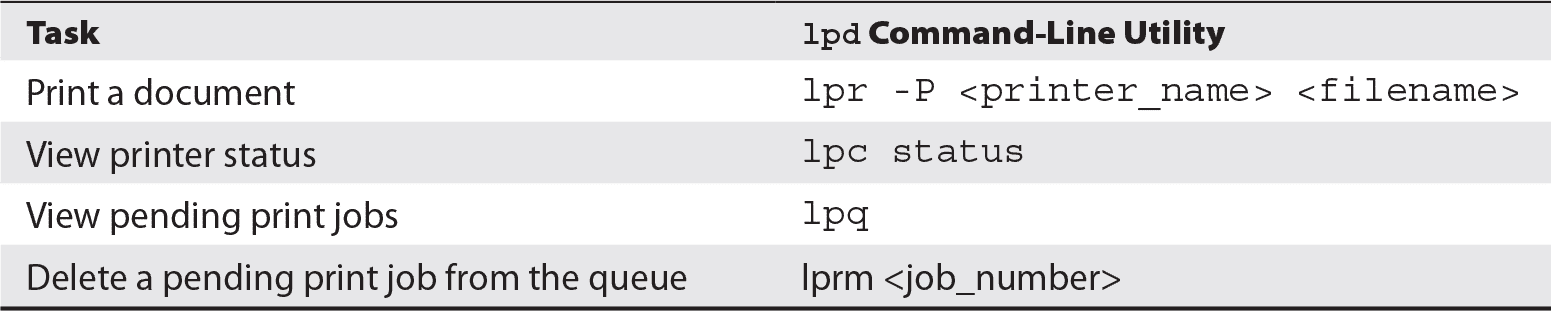 Task lpd Command-Line Utility
Print a document lpr -P <printer_name> <filename>
View printer status lpc status
View pending print jobs lpq
Delete a pending print job from the queue lprm <job_number>